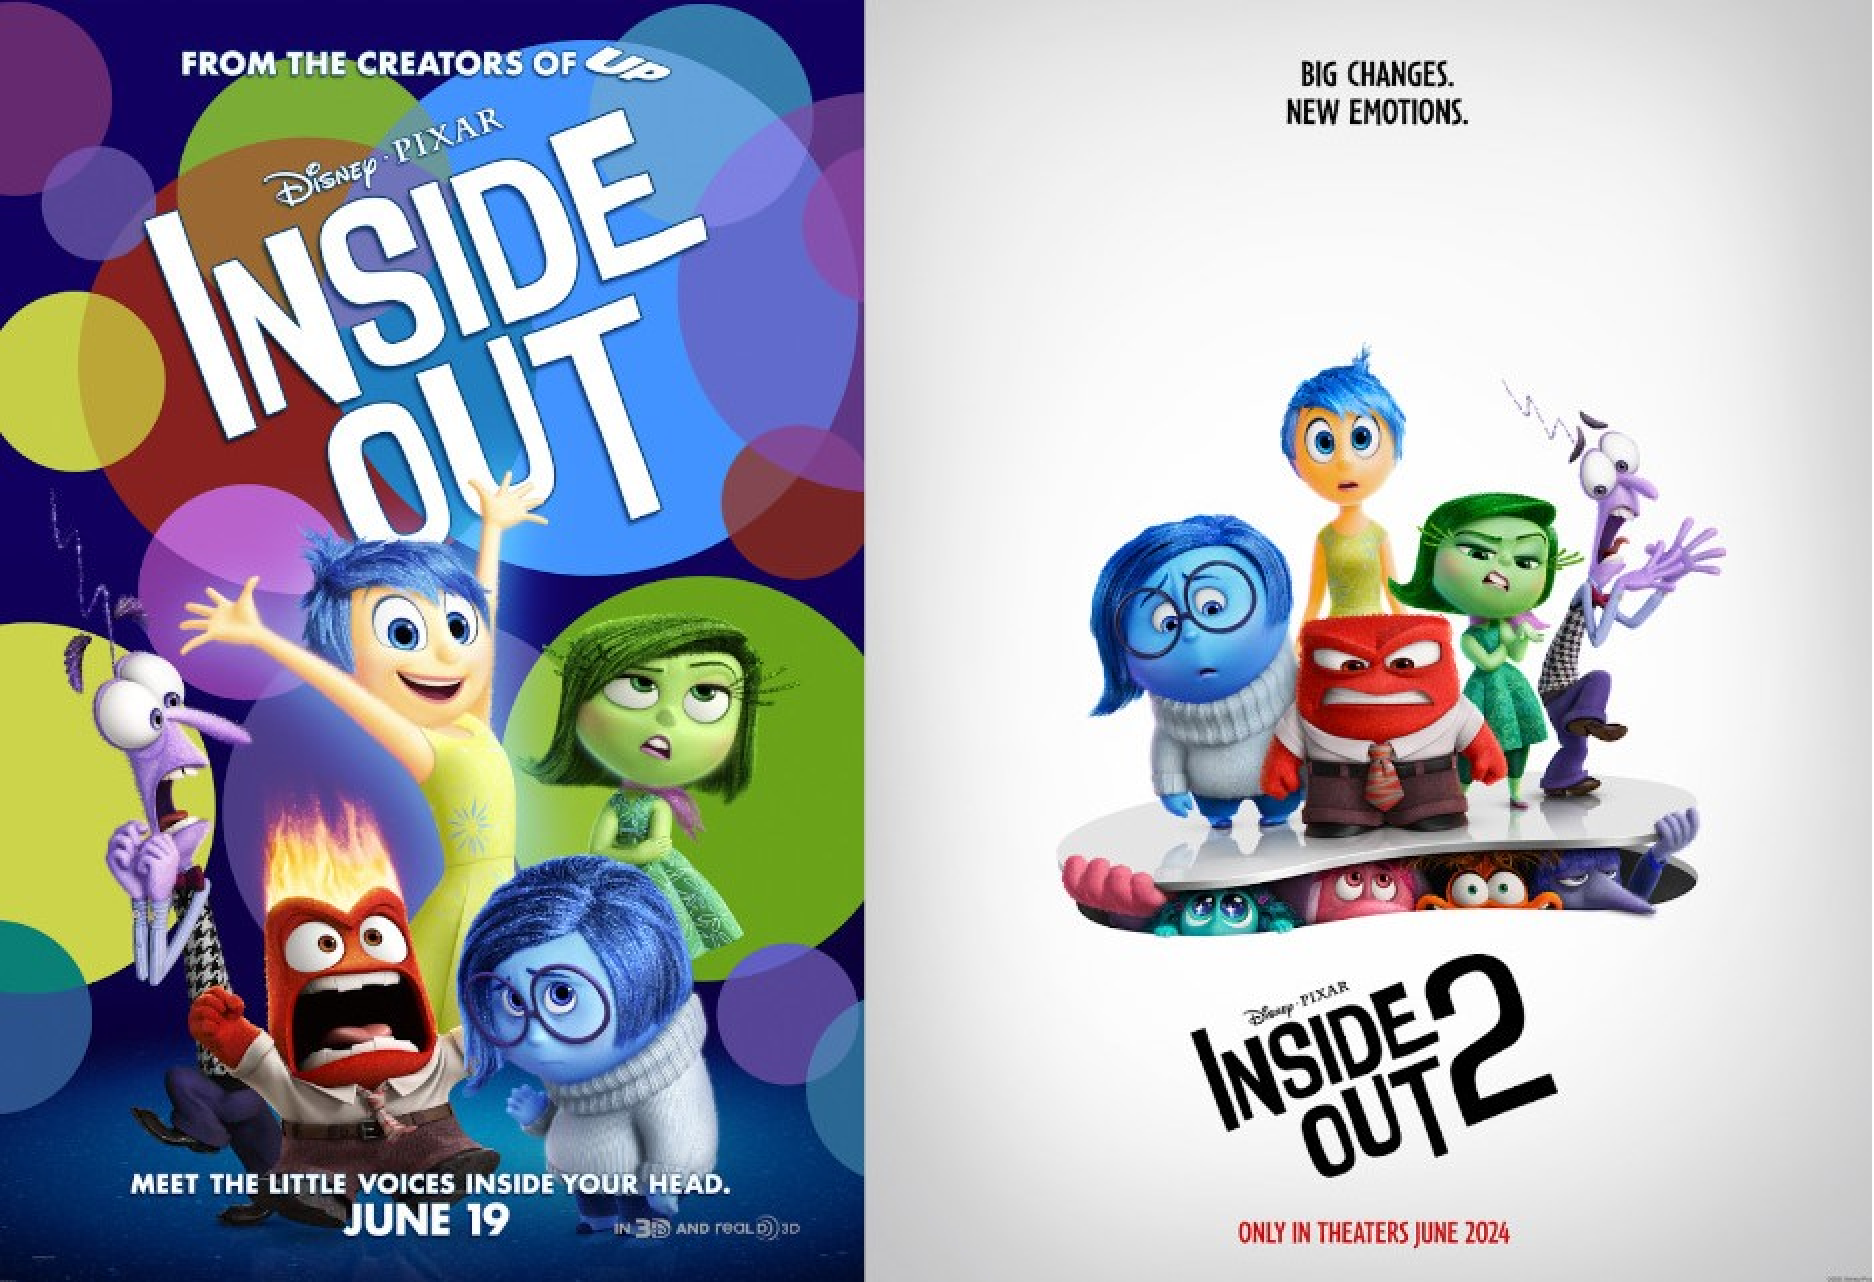 FROM THE CREATORS OF UP
DISNEY · PIXAR
INSIDE
OUT
MEET THE LITTLE VOICES INSIDE YOUR HEAD.
JUNE 19
IN 3D AND REAL D 3D
BIG CHANGES.
NEW EMOTIONS.
DISNEY · PIXAR
INSIDE
OUT 2
ONLY IN THEATERS JUNE 2024